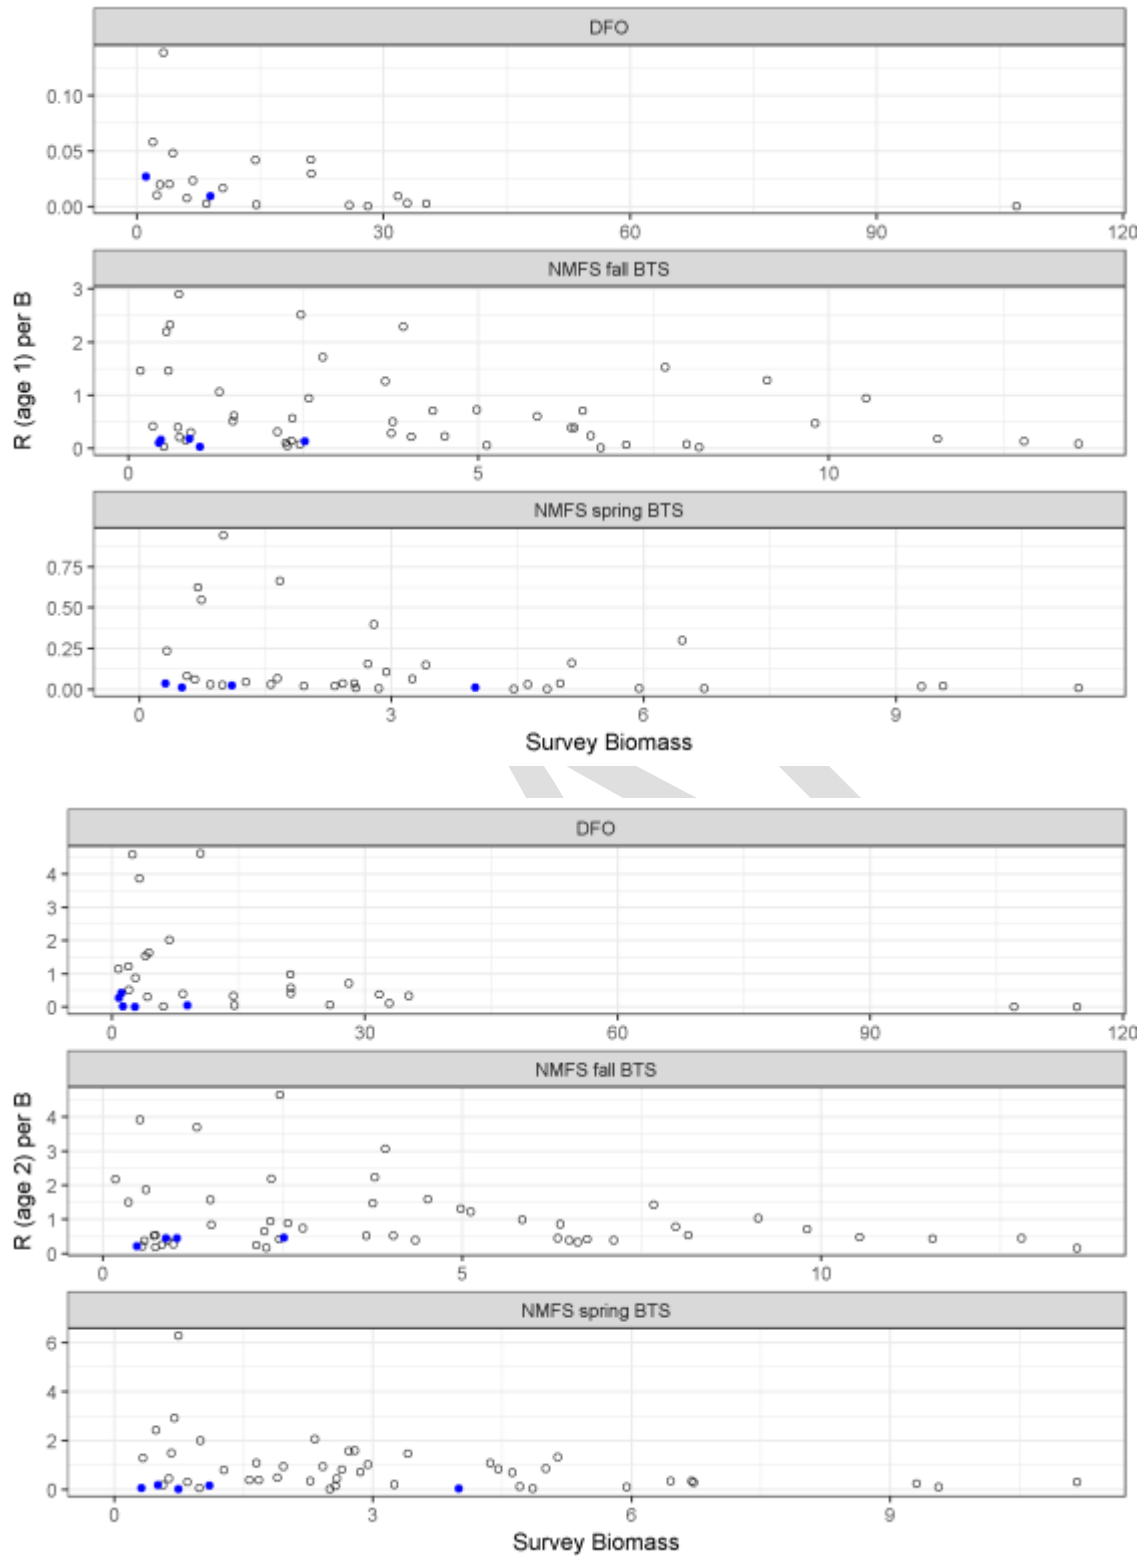 DFO
0.10
0.05
0.00
0 30 60 90 120
NMFS fall BTS
3
2
1
0
0 5 10
NMFS spring BTS
0.75
0.50
0.25
0.00
0 3 6 9
R (age 1) per B
Survey Biomass
DFO
4
3
2
1
0
0 30 60 90 120
NMFS fall BTS
4
3
2
1
0
0 5 10
NMFS spring BTS
6
4
2
0
0 3 6 9
R (age 2) per B
Survey Biomass